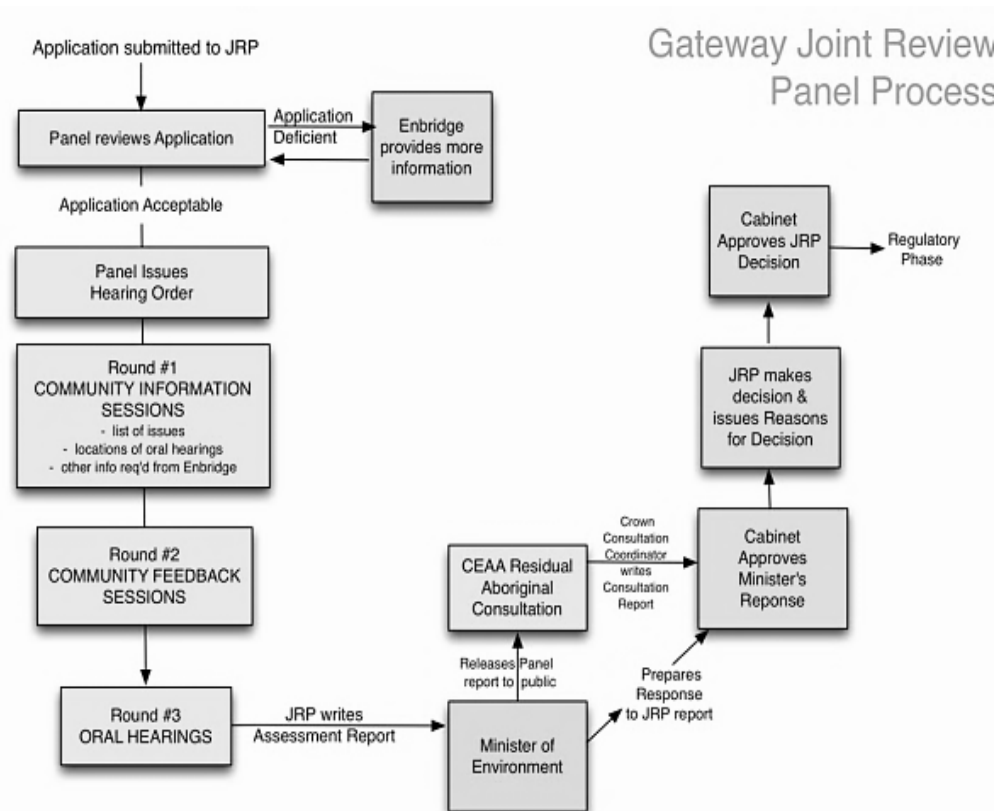 Gateway Joint Review
Panel Process
Application submitted to JRP
Panel reviews Application
Application
Deficient
Enbridge
provides more
information
Application Acceptable
Panel Issues
Hearing Order
Round #1
COMMUNITY INFORMATION
SESSIONS
- list of issues
- locations of oral hearings
- other info req'd from Enbridge
Round #2
COMMUNITY FEEDBACK
SESSIONS
Round #3
ORAL HEARINGS
JRP writes
Assessment Report
Minister of
Environment
Releases Panel
report to public
CEAA Residual
Aboriginal
Consultation
Crown
Consultation
Coordinator
writes
Consultation
Report
Prepares
Response
to JRP report
Cabinet
Approves
Minister's
Reponse
JRP makes
decision &
issues Reasons
for Decision
Cabinet
Approves JRP
Decision
Regulatory
Phase